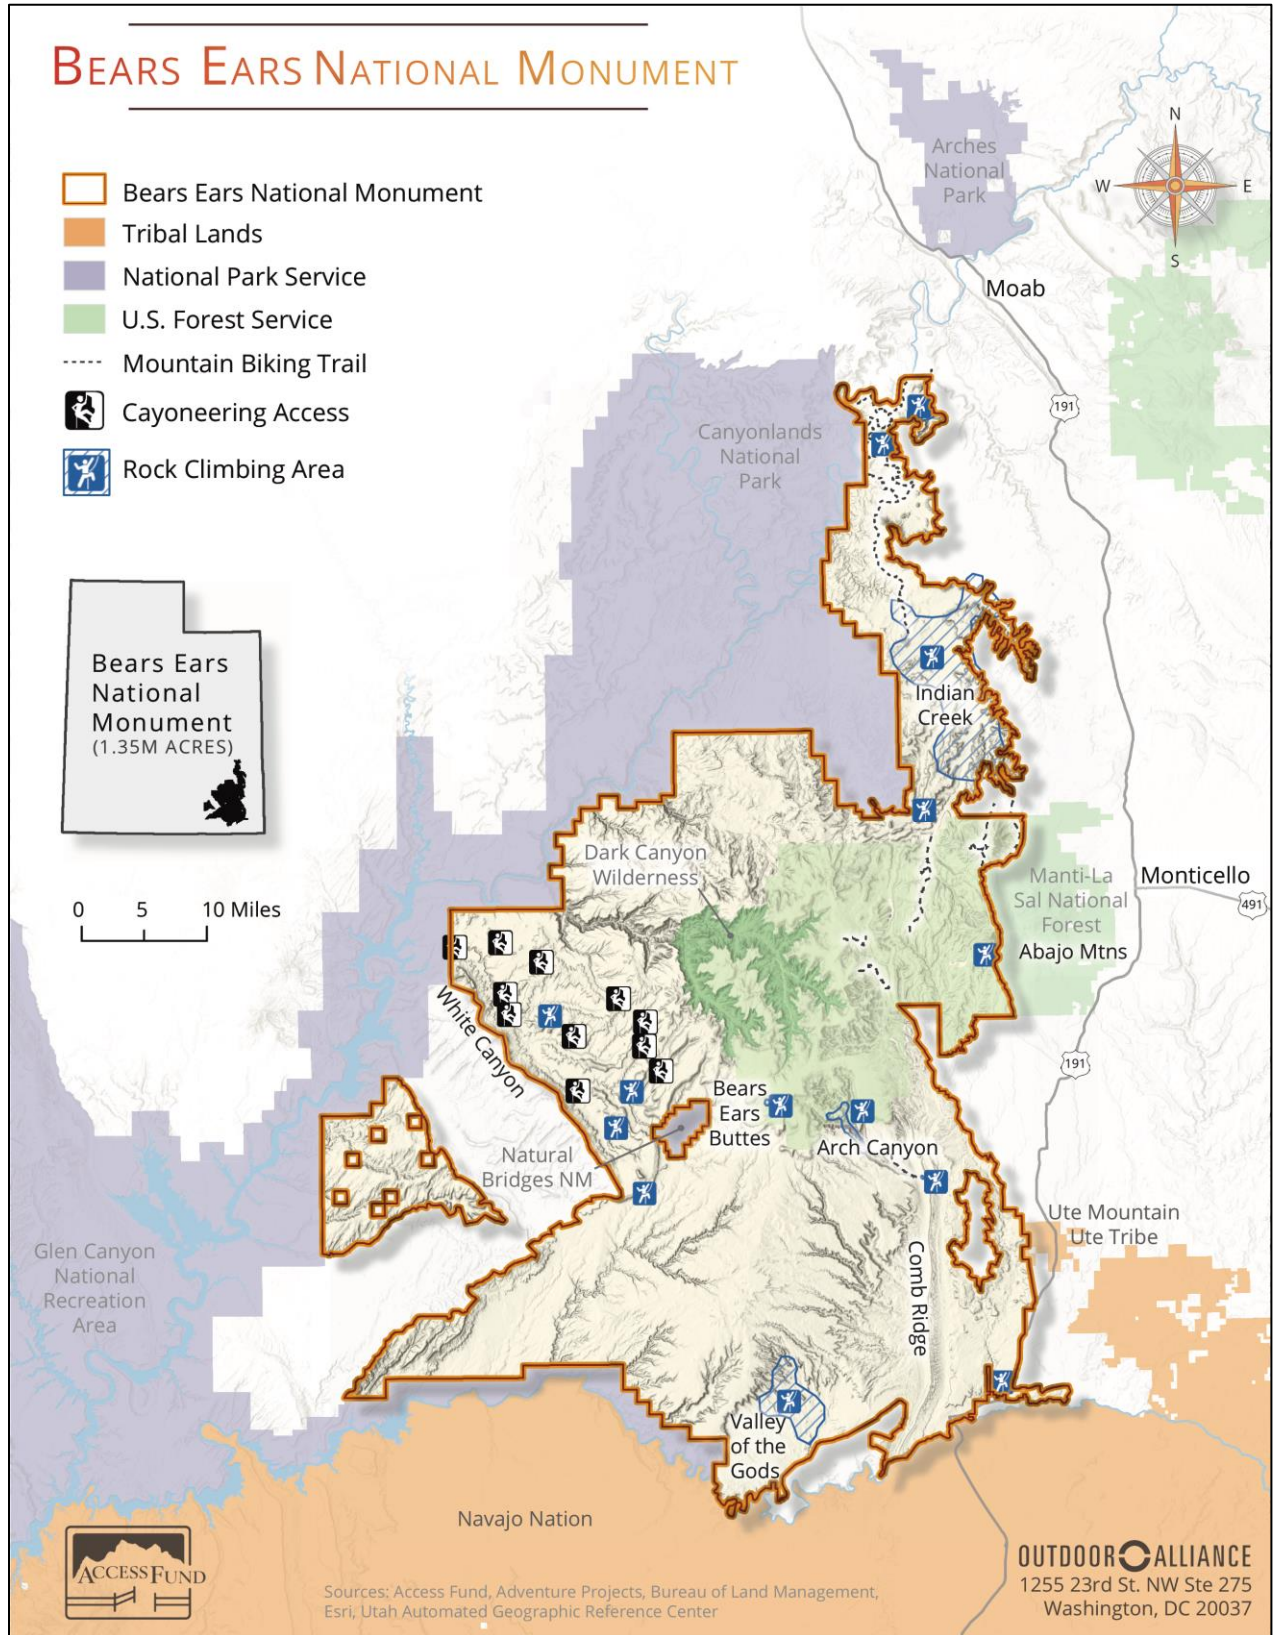 BEARS EARS NATIONAL MONUMENT
Bears Ears National Monument
Tribal Lands
National Park Service
U.S. Forest Service
Mountain Biking Trail
Cayoneering Access
Rock Climbing Area
Bears Ears
National
Monument
(1.35M ACRES)
0 5 10 Miles
N
W E
S
Arches
National
Park
Moab
191
Canyonlands
National
Park
Indian
Creek
Dark Canyon
Wilderness
Manti-La
Sal National
Forest
Monticello
491
Abajo Mtns
White Canyon
191
Bears
Ears
Buttes
Arch Canyon
Natural
Bridges NM
Ute Mountain
Ute Tribe
Comb Ridge
Glen Canyon
National
Recreation
Area
Valley
of the
Gods
Navajo Nation
ACCESS FUND
Sources: Access Fund, Adventure Projects, Bureau of Land Management,
Esri, Utah Automated Geographic Reference Center
OUTDOOR ALLIANCE
1255 23rd St. NW Ste 275
Washington, DC 20037